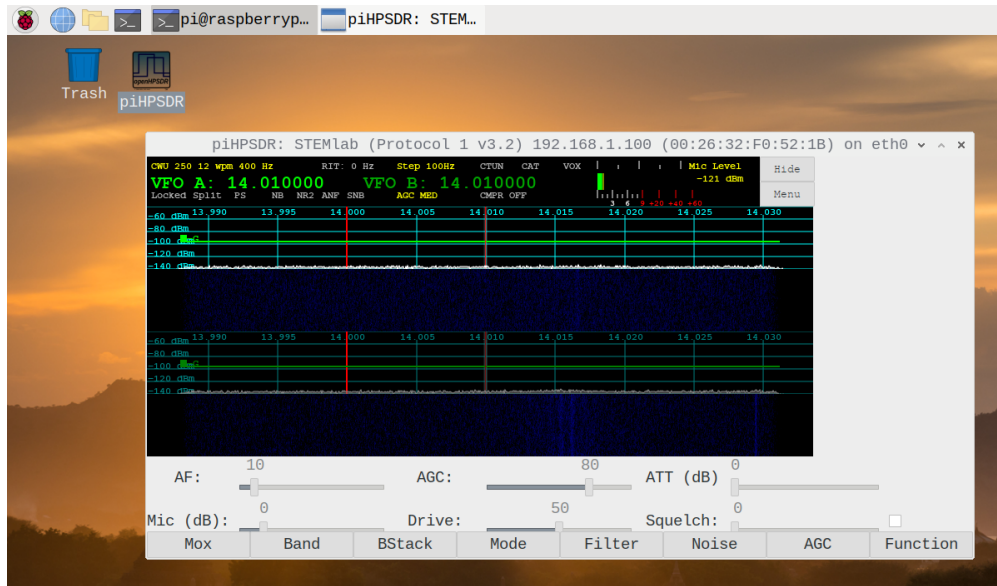 pi@raspberryp… piHPSDR: STEM…
Trash
openHPSDR
piHPSDR
piHPSDR: STEMlab (Protocol 1 v3.2) 192.168.1.100 (00:26:32:F0:52:1B) on eth0
CWU 250 12 wpm 400 Hz RIT: 0 Hz Step 100Hz CTUN CAT VOX Mic Level Hide
VFO A: 14.010000 VFO B: 14.010000 -121 dBm
Locked Split PS NB NR2 ANF SNB AGC MED CMPR OFF Menu
3 6 9 +20 +40 +60
13.990 13.995 14.000 14.005 14.010 14.015 14.020 14.025 14.030
-60 dBm
-80 dBm
-100 dBm -G
-120 dBm
-140 dBm
13.990 13.995 14.000 14.005 14.010 14.015 14.020 14.025 14.030
-60 dBm
-80 dBm
-100 dBm -G
-120 dBm
-140 dBm
10 80 0
AF: AGC: ATT (dB)
0 50 0
Mic (dB): Drive: Squelch:
Mox Band BStack Mode Filter Noise AGC Function